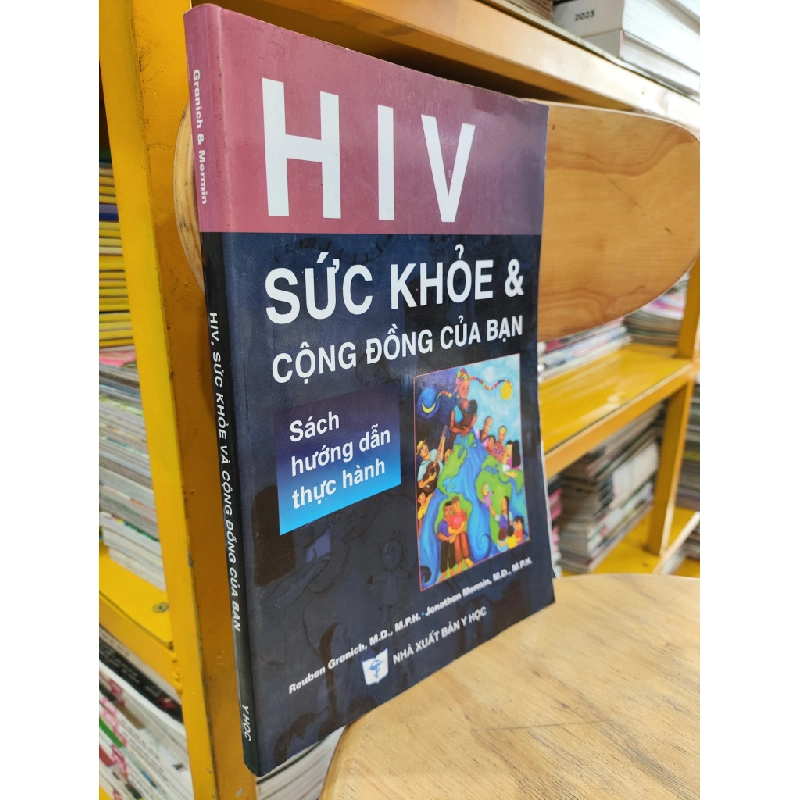 HIV
SỨC KHỎE &
CỘNG ĐỒNG CỦA BẠN
Sách
hướng dẫn
thực hành
Reuben Granich, M.D., M.P.H. - Jonathan Mermin, M.D., M.P.H.
NHÀ XUẤT BẢN Y HỌC
Granich & Mermin
HIV, SỨC KHỎE VÀ CỘNG ĐỒNG CỦA BẠN
Y HỌC
2023